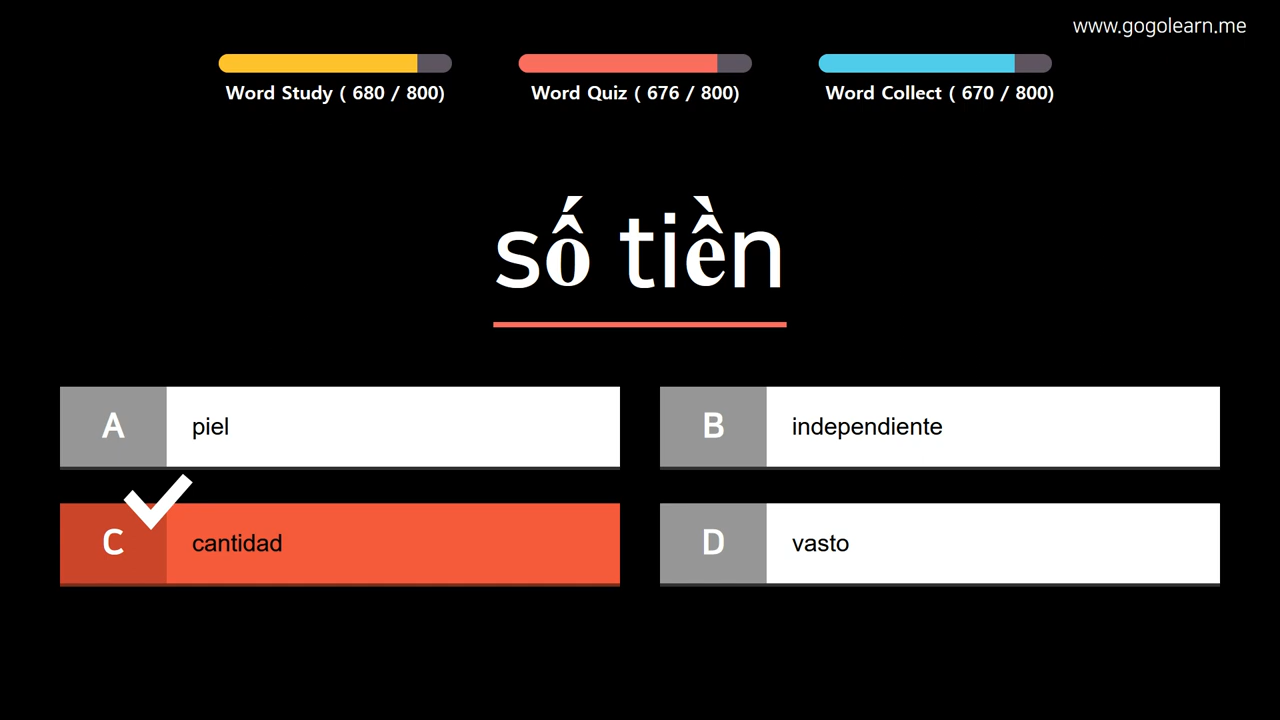 www.gogolearn.me
Word Study ( 680 / 800)
Word Quiz ( 676 / 800)
Word Collect ( 670 / 800)
số tiền
A piel
B independiente
C cantidad
D vasto